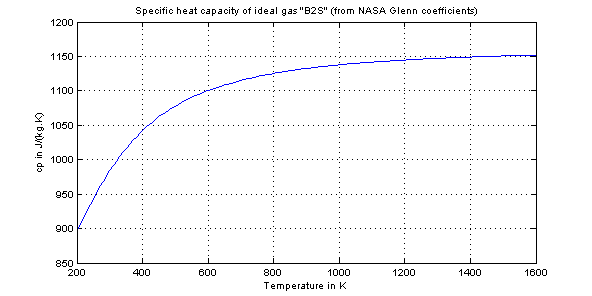 Specific heat capacity of ideal gas "B2S" (from NASA Glenn coefficients)
cp in J/(kg.K)
1200
1150
1100
1050
1000
950
900
850
200 400 600 800 1000 1200 1400 1600
Temperature in K